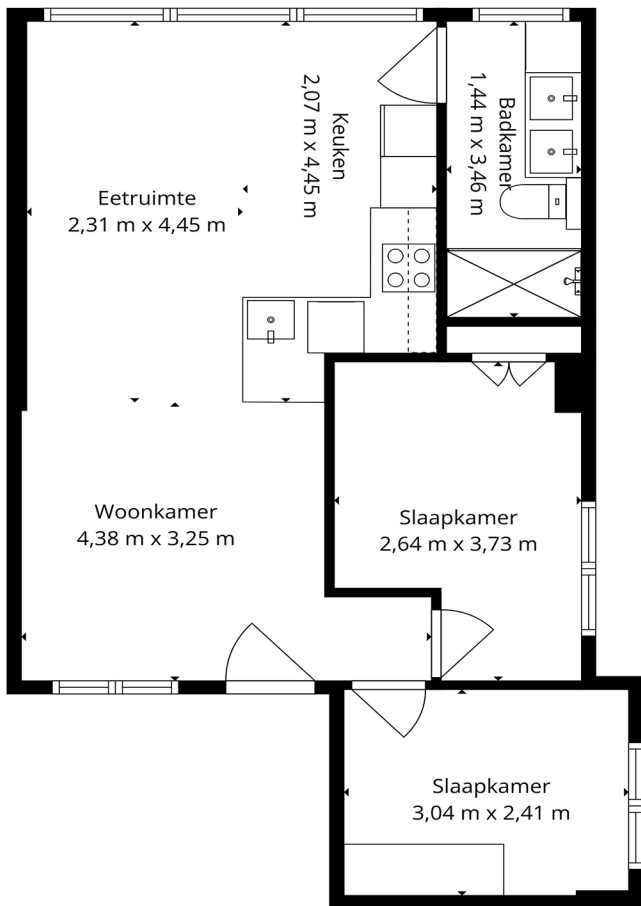 Keuken
2,07 m x 4,45 m
Badkamer
1,44 m x 3,46 m
Eetruimte
2,31 m x 4,45 m
Woonkamer
4,38 m x 3,25 m
Slaapkamer
2,64 m x 3,73 m
Slaapkamer
3,04 m x 2,41 m